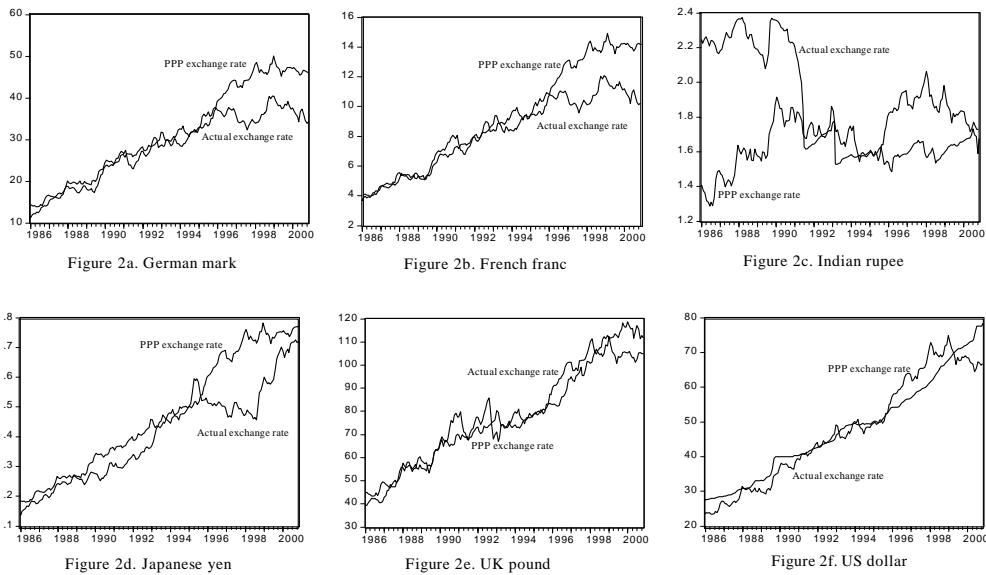 60
50
40
30
20
10
PPP exchange rate
Actual exchange rate
1986 1988 1990 1992 1994 1996 1998 2000
Figure 2a. German mark
16
14
12
10
8
6
4
2
PPP exchange rate
Actual exchange rate
1986 1988 1990 1992 1994 1996 1998 2000
Figure 2b. French franc
2.4
2.2
2.0
1.8
1.6
1.4
1.2
Actual exchange rate
PPP exchange rate
1986 1988 1990 1992 1994 1996 1998 2000
Figure 2c. Indian rupee
.8
.7
.6
.5
.4
.3
.2
.1
PPP exchange rate
Actual exchange rate
1986 1988 1990 1992 1994 1996 1998 2000
Figure 2d. Japanese yen
120
110
100
90
80
70
60
50
40
30
Actual exchange rate
PPP exchange rate
1986 1988 1990 1992 1994 1996 1998 2000
Figure 2e. UK pound
80
70
60
50
40
30
20
PPP exchange rate
Actual exchange rate
1986 1988 1990 1992 1994 1996 1998 2000
Figure 2f. US dollar